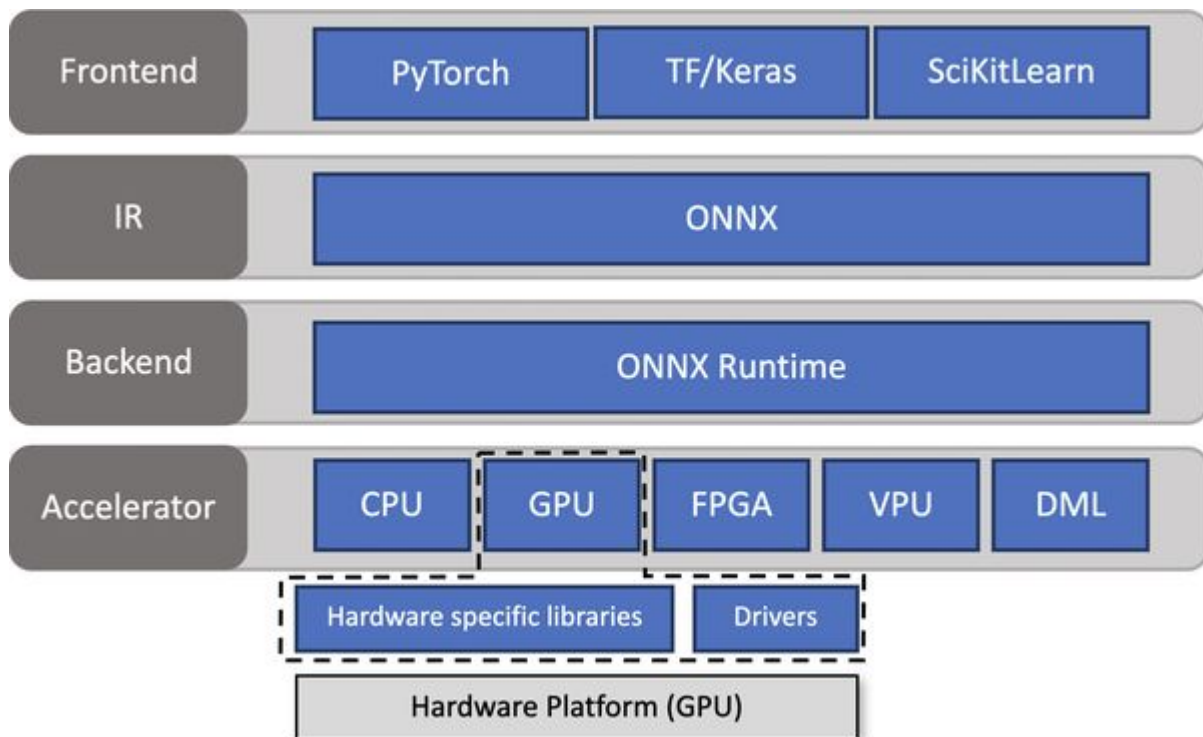 Frontend
PyTorch
TF/Keras
SciKitLearn
IR
ONNX
Backend
ONNX Runtime
Accelerator
CPU
GPU
FPGA
VPU
DML
Hardware specific libraries
Drivers
Hardware Platform (GPU)